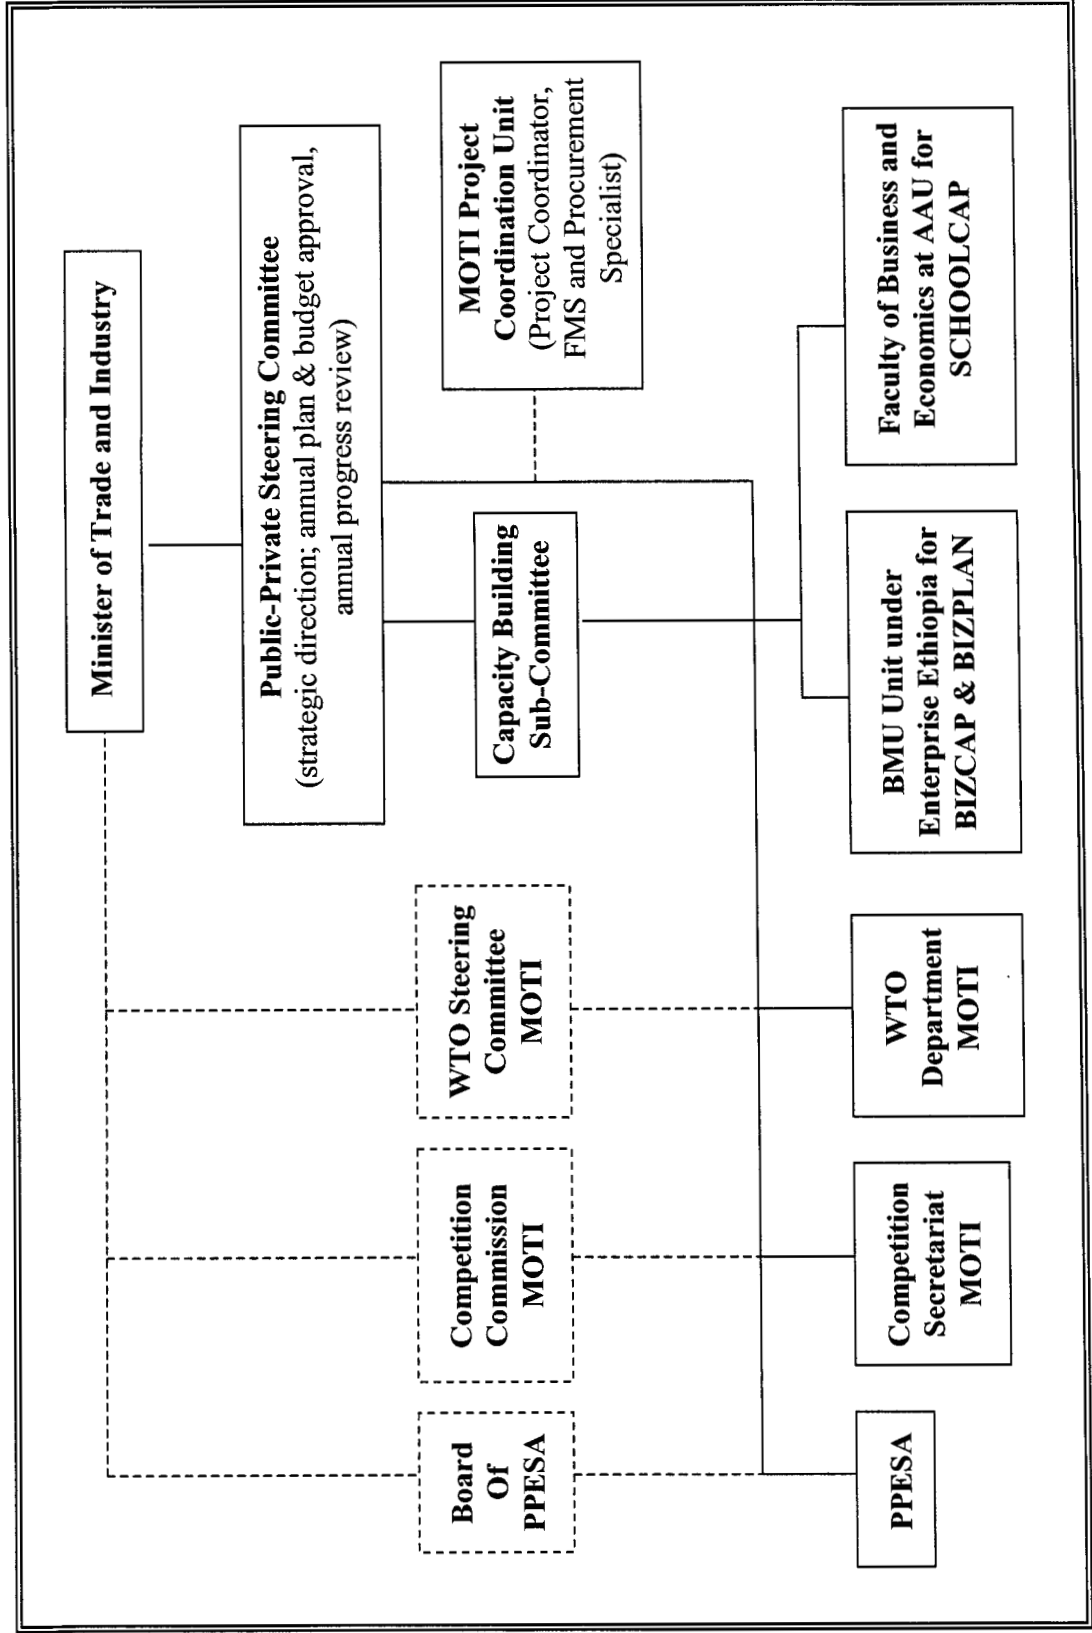 Minister of Trade and Industry
Public-Private Steering Committee
(strategic direction; annual plan & budget approval,
annual progress review)
MOTI Project
Coordination Unit
(Project Coordinator,
FMS and Procurement
Specialist)
Capacity Building
Sub-Committee
Board
Of
PPESA
Competition
Commission
MOTI
WTO Steering
Committee
MOTI
PPESA
Competition
Secretariat
MOTI
WTO
Department
MOTI
BMU Unit under
Enterprise Ethiopia for
BIZCAP & BIZPLAN
Faculty of Business and
Economics at AAU for
SCHOOLCAP